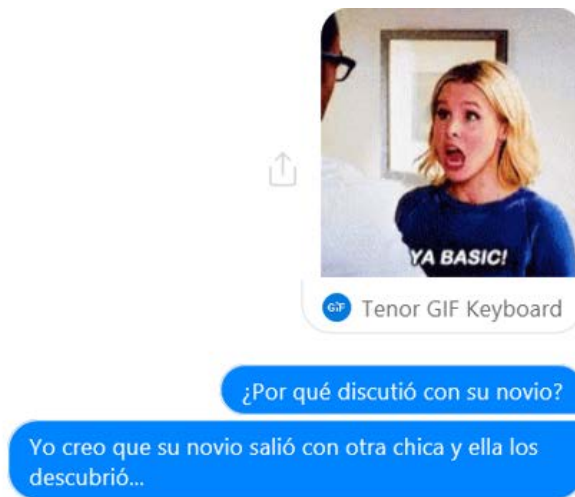 YA BASIC!
GIF Tenor GIF Keyboard
¿Por qué discutió con su novio?
Yo creo que su novio salió con otra chica y ella los
descubrió...